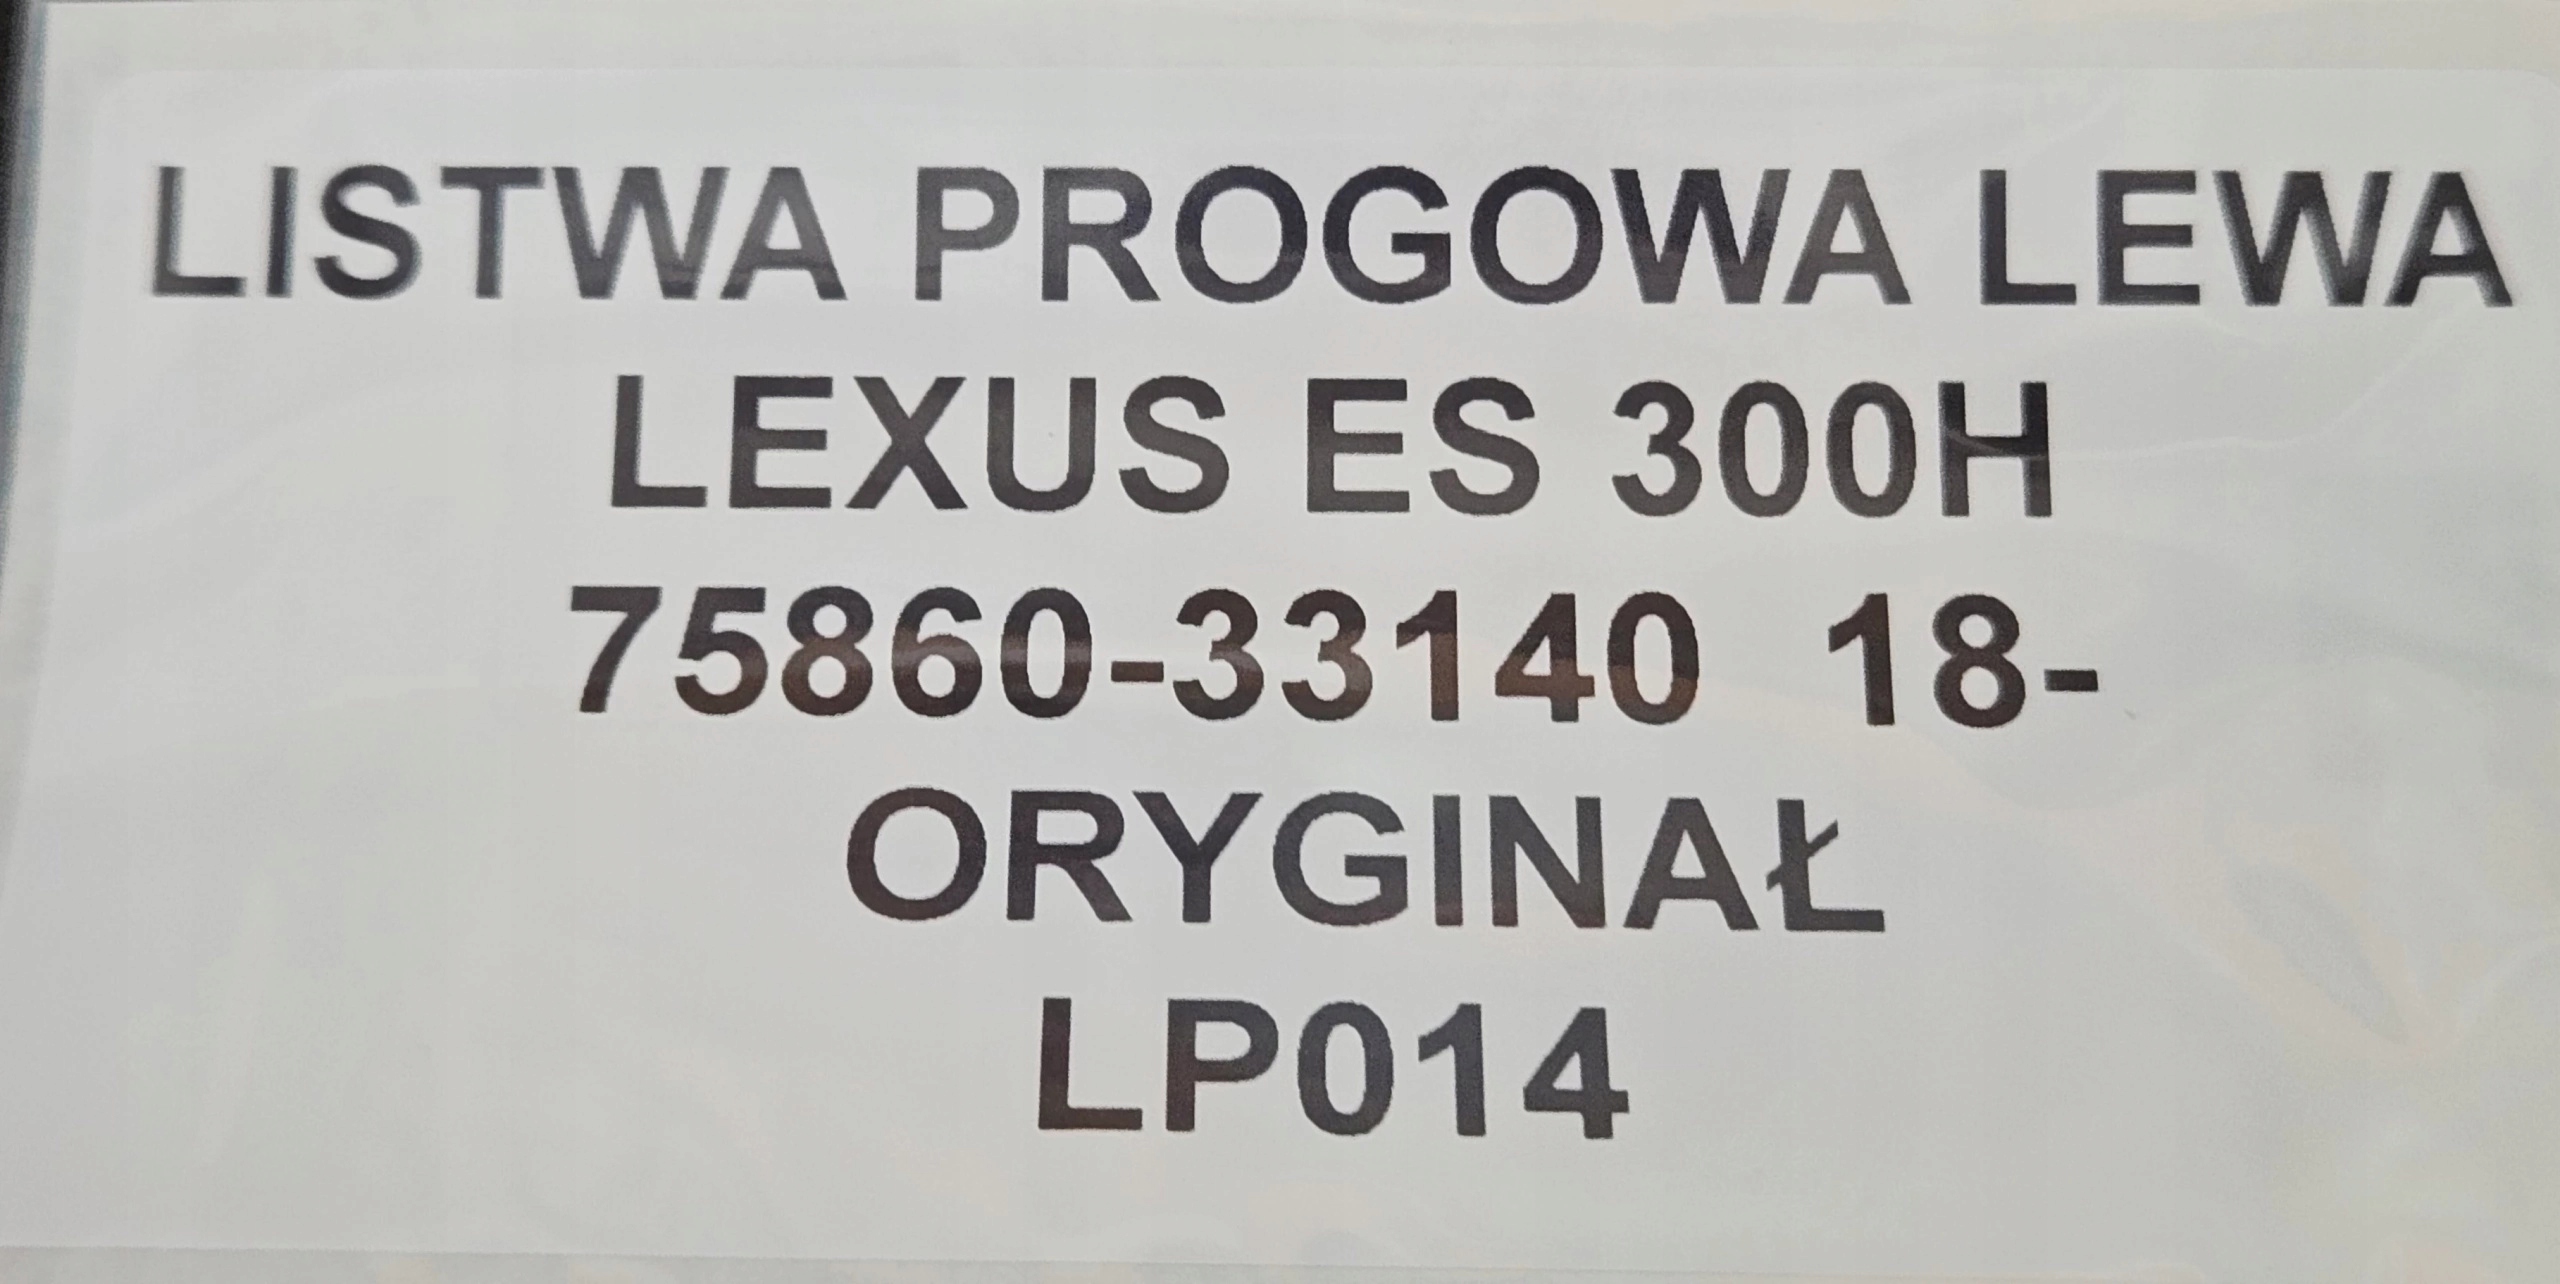 LISTWA PROGOWA LEWA
LEXUS ES 300H
75860-33140 18-
ORYGINAŁ
LP014